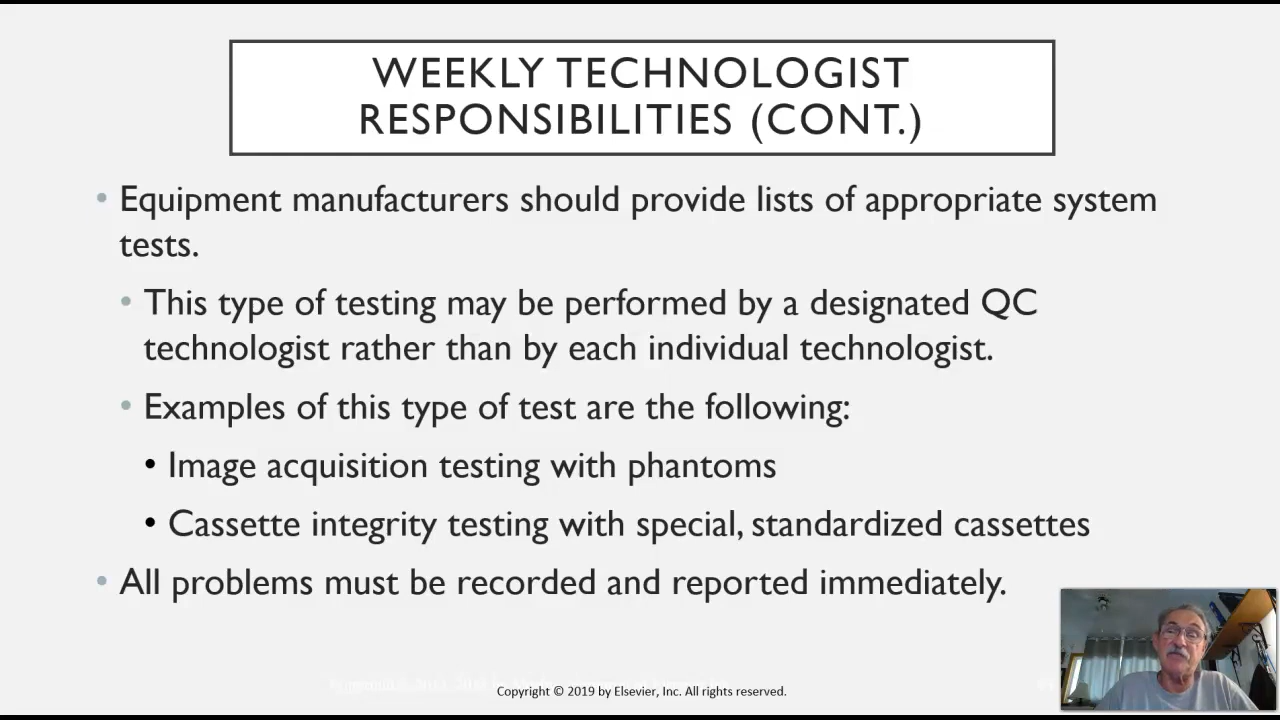 WEEKLY TECHNOLOGIST
RESPONSIBILITIES (CONT.)
• Equipment manufacturers should provide lists of appropriate system
tests.
• This type of testing may be performed by a designated QC
technologist rather than by each individual technologist.
• Examples of this type of test are the following:
• Image acquisition testing with phantoms
• Cassette integrity testing with special, standardized cassettes
• All problems must be recorded and reported immediately.
Copyright © 2019 by Elsevier, Inc. All rights reserved.